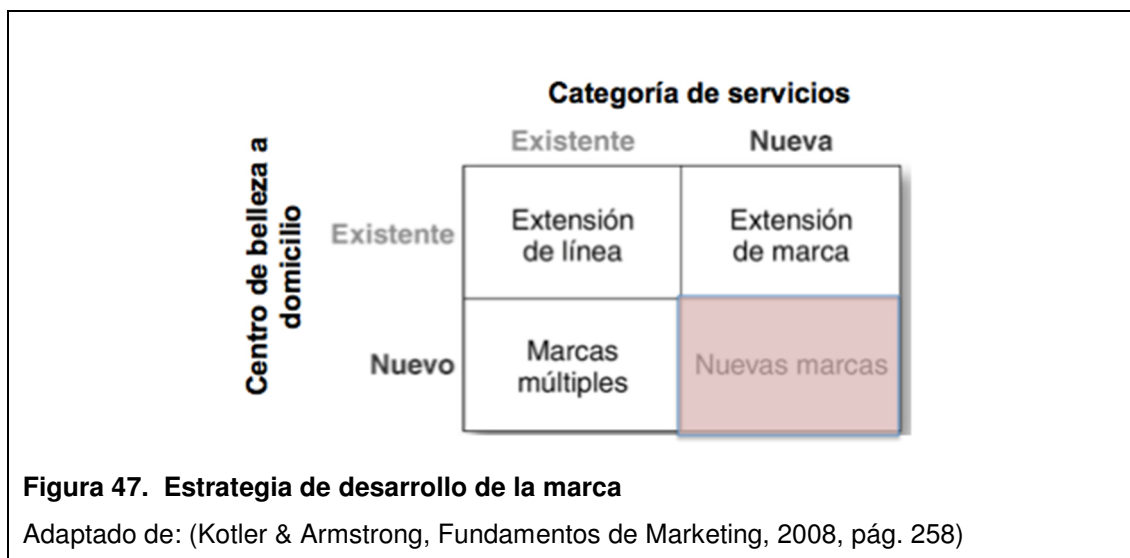 Categoría de servicios
Existente
Nueva
Centro de belleza a
domicilio
Existente
Extensión
de línea
Extensión
de marca
Nuevo
Marcas
múltiples
Nuevas marcas
Figura 47. Estrategia de desarrollo de la marca
Adaptado de: (Kotler & Armstrong, Fundamentos de Marketing, 2008, pág. 258)